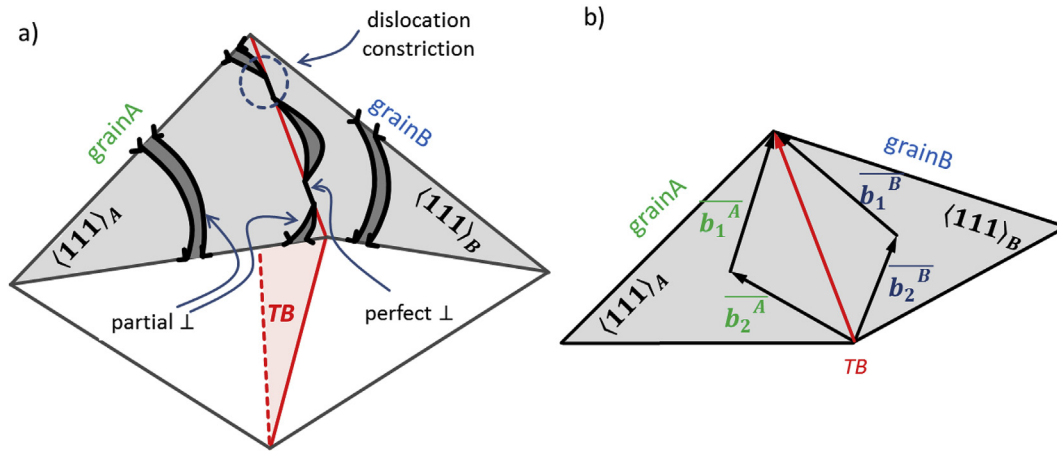 a)
dislocation
constriction
grainA
grainB
⟨111⟩A
⟨111⟩B
TB
partial ⊥
perfect ⊥
b)
grainA
grainB
b1A
b1B
b2A
b2B
⟨111⟩A
⟨111⟩B
TB